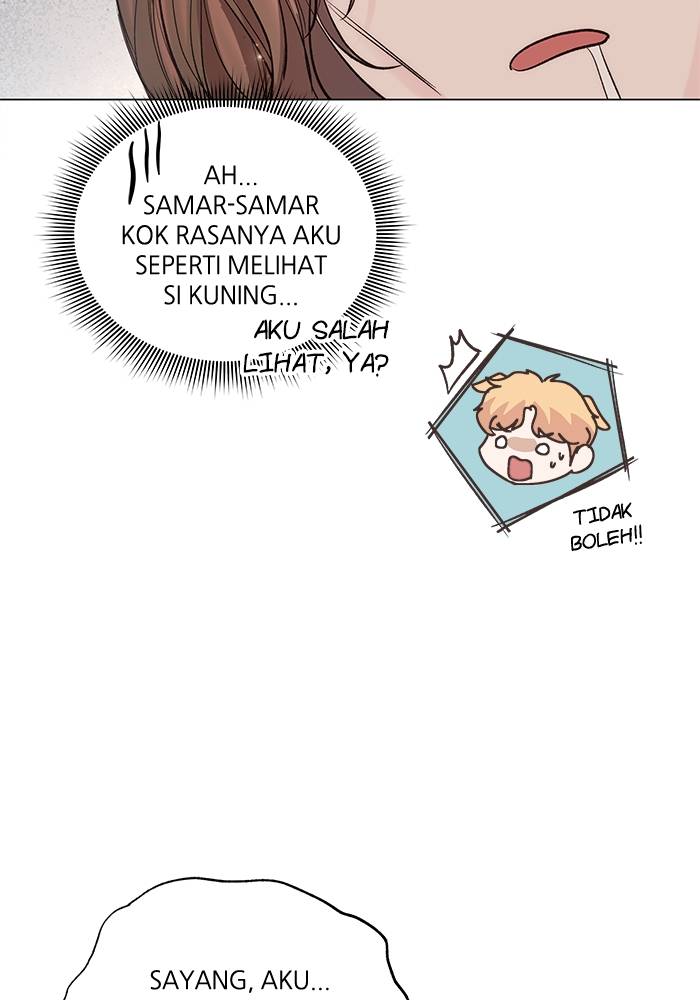 AH...
SAMAR-SAMAR
KOK RASANYA AKU
SEPERTI MELIHAT
SI KUNING...
AKU SALAH
LIHAT, YA?
TIDAK
BOLEH!!
SAYANG, AKU...